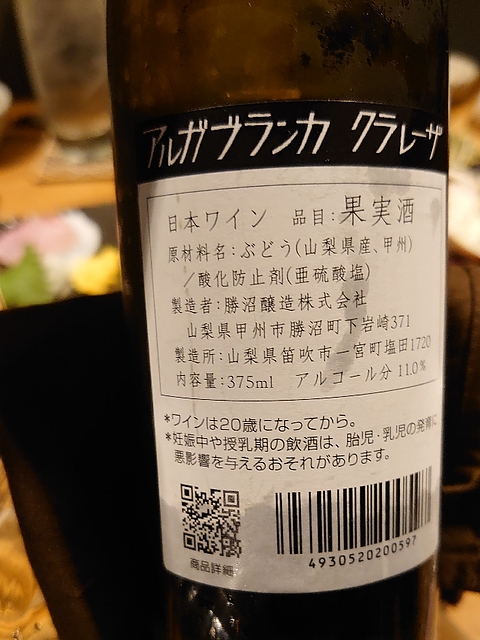 アルガブランカ クラレーザ
日本ワイン 品目：果実酒
原材料名：ぶどう(山梨県産、甲州)
／酸化防止剤(亜硫酸塩)
製造者：勝沼醸造株式会社
山梨県甲州市勝沼町下岩崎371
製造所：山梨県笛吹市一宮町塩田1720
内容量：375ml アルコール分 11.0%
*ワインは20歳になってから。
*妊娠中や授乳期の飲酒は、胎児・乳児の発育に
悪影響を与えるおそれがあります。
商品詳細
4930520200597